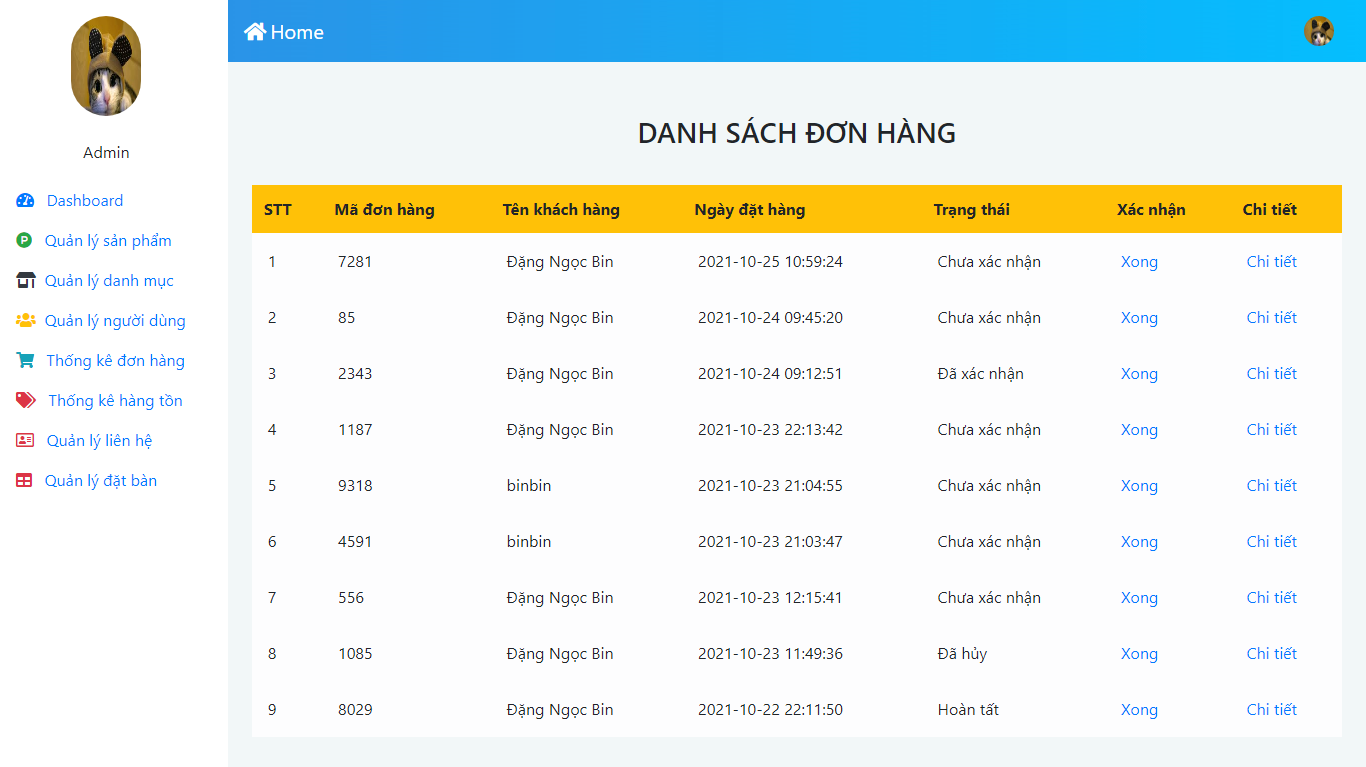 Home
Admin
Dashboard
Quản lý sản phẩm
Quản lý danh mục
Quản lý người dùng
Thống kê đơn hàng
Thống kê hàng tồn
Quản lý liên hệ
Quản lý đặt bàn
DANH SÁCH ĐƠN HÀNG
STT Mã đơn hàng Tên khách hàng Ngày đặt hàng Trạng thái Xác nhận Chi tiết
1 7281 Đặng Ngọc Bin 2021-10-25 10:59:24 Chưa xác nhận Xong Chi tiết
2 85 Đặng Ngọc Bin 2021-10-24 09:45:20 Chưa xác nhận Xong Chi tiết
3 2343 Đặng Ngọc Bin 2021-10-24 09:12:51 Đã xác nhận Xong Chi tiết
4 1187 Đặng Ngọc Bin 2021-10-23 22:13:42 Chưa xác nhận Xong Chi tiết
5 9318 binbin 2021-10-23 21:04:55 Chưa xác nhận Xong Chi tiết
6 4591 binbin 2021-10-23 21:03:47 Chưa xác nhận Xong Chi tiết
7 556 Đặng Ngọc Bin 2021-10-23 12:15:41 Chưa xác nhận Xong Chi tiết
8 1085 Đặng Ngọc Bin 2021-10-23 11:49:36 Đã hủy Xong Chi tiết
9 8029 Đặng Ngọc Bin 2021-10-22 22:11:50 Hoàn tất Xong Chi tiết